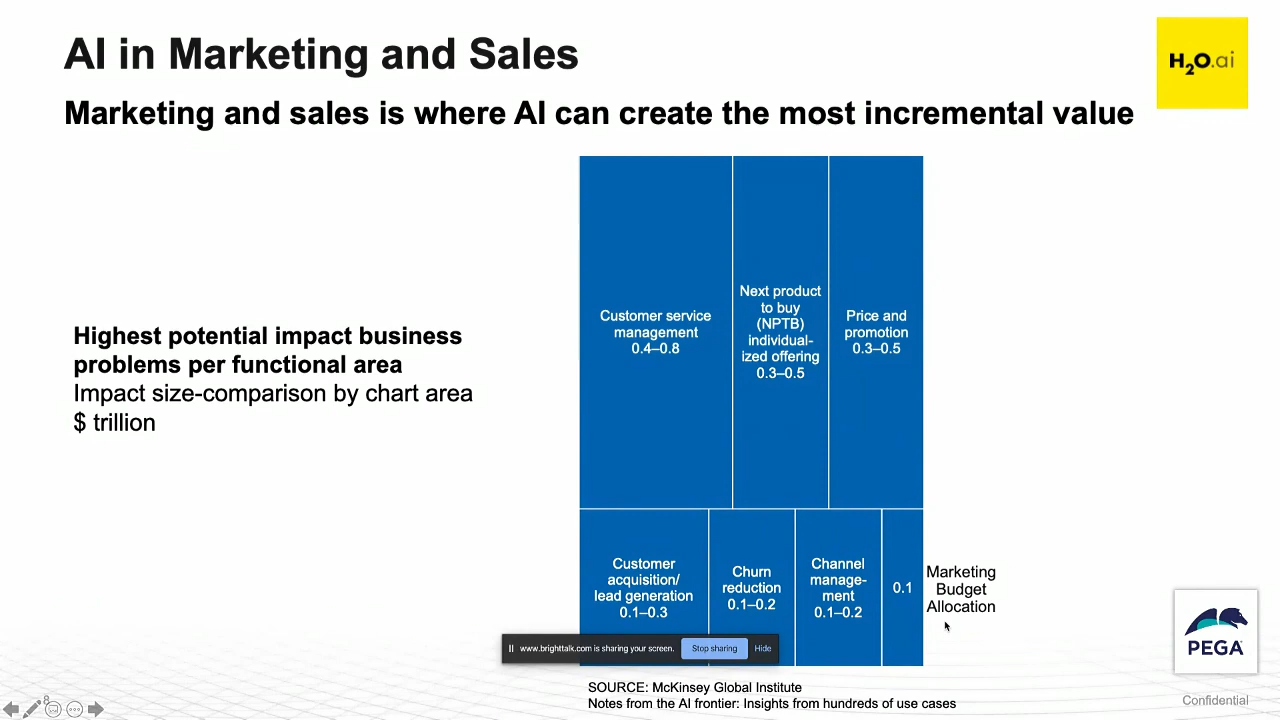 AI in Marketing and Sales
H2O.ai
Marketing and sales is where AI can create the most incremental value
Highest potential impact business
problems per functional area
Impact size-comparison by chart area
$ trillion
Customer service
management
0.4–0.8
Next product
to buy
(NPTB)
individual-
ized offering
0.3–0.5
Price and
promotion
0.3–0.5
Customer
acquisition/
lead generation
0.1–0.3
Churn
reduction
0.1–0.2
Channel
manage-
ment
0.1–0.2
0.1
Marketing
Budget
Allocation
www.brighttalk.com is sharing your screen.
Stop sharing
Hide
PEGA
SOURCE: McKinsey Global Institute
Notes from the AI frontier: Insights from hundreds of use cases
Confidential